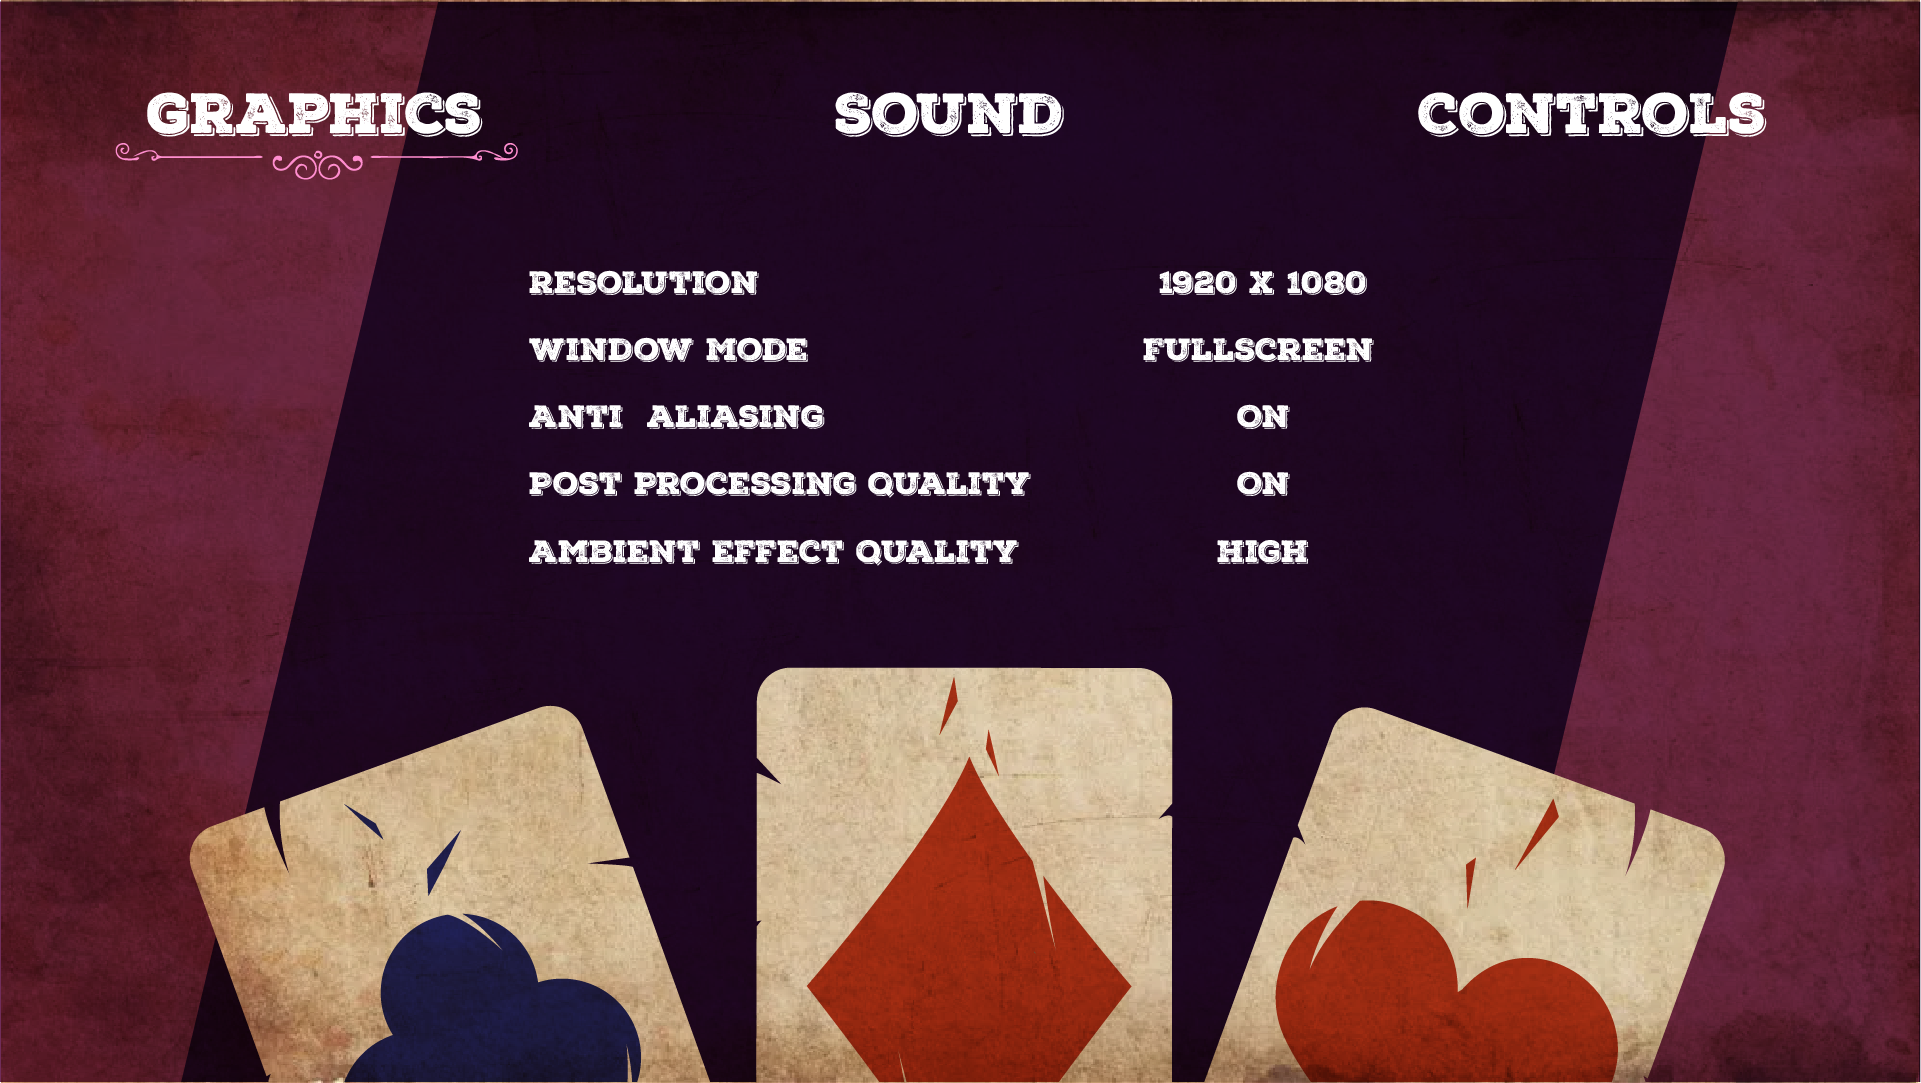 GRAPHICS SOUND CONTROLS
RESOLUTION 1920 X 1080
WINDOW MODE FULLSCREEN
ANTI ALIASING ON
POST PROCESSING QUALITY ON
AMBIENT EFFECT QUALITY HIGH